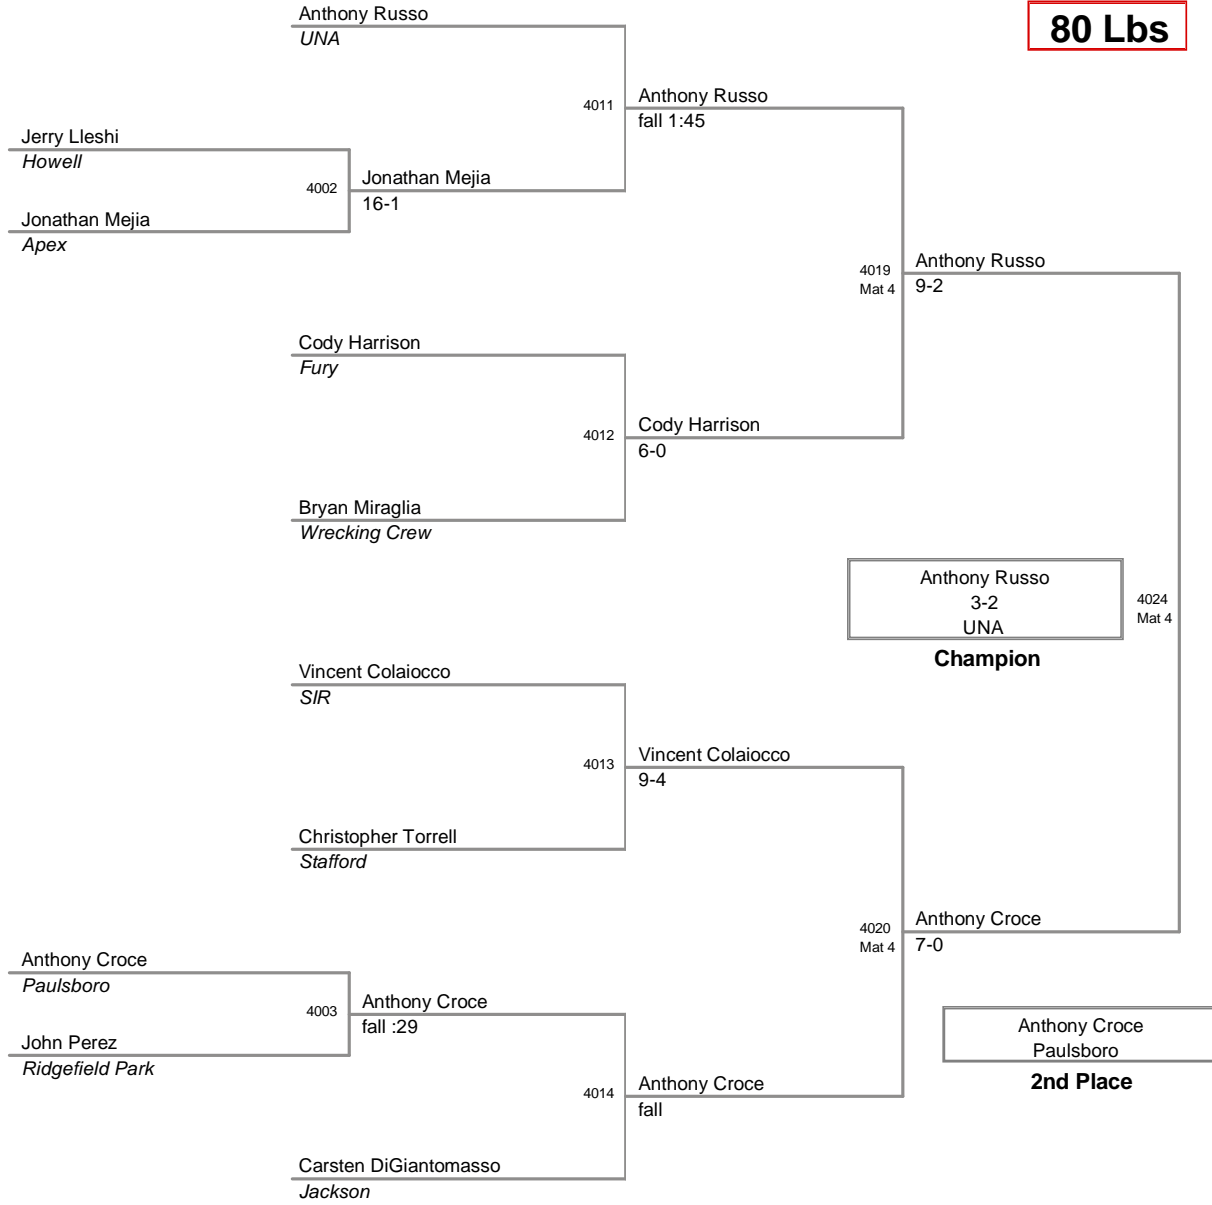 Anthony Russo
UNA
80 Lbs
4011
Anthony Russo
fall 1:45
Jerry Lleshi
Howell
4002
Jonathan Mejia
16-1
Jonathan Mejia
Apex
4019
Mat 4
Anthony Russo
9-2
Cody Harrison
Fury
4012
Cody Harrison
6-0
Bryan Miraglia
Wrecking Crew
Anthony Russo
3-2
UNA
Champion
4024
Mat 4
Vincent Colaiocco
SIR
4013
Vincent Colaiocco
9-4
Christopher Torrell
Stafford
4020
Mat 4
Anthony Croce
7-0
Anthony Croce
Paulsboro
4003
Anthony Croce
fall :29
John Perez
Ridgefield Park
Anthony Croce
Paulsboro
2nd Place
4014
Anthony Croce
fall
Carsten DiGiantomasso
Jackson